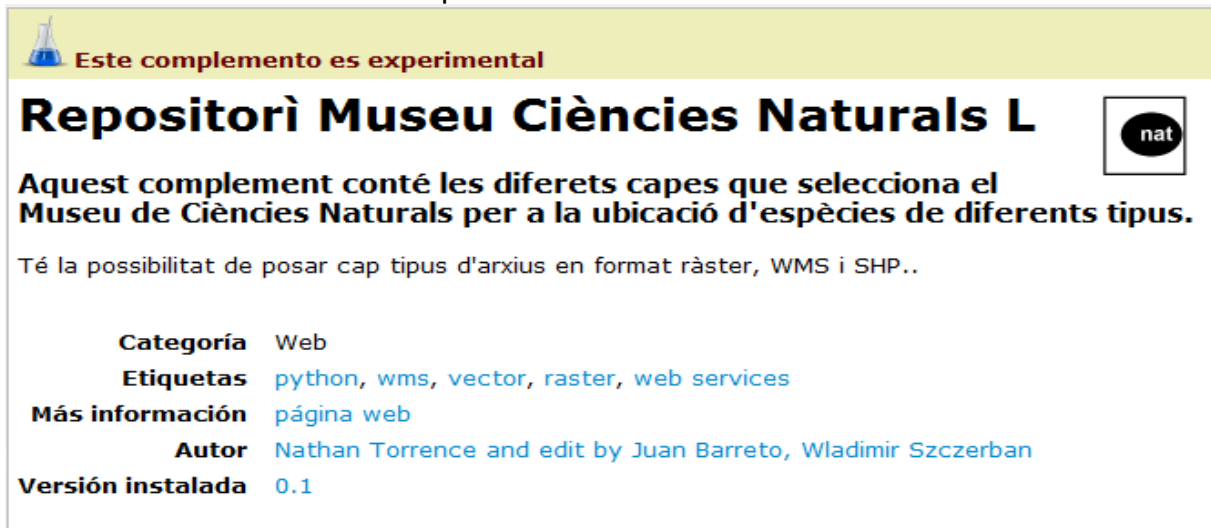 Este complemento es experimental
Repositorì Museu Ciències Naturals L
nat
Aquest complement conté les diferets capes que selecciona el
Museu de Ciències Naturals per a la ubicació d'espècies de diferents tipus.
Té la possibilitat de posar cap tipus d'arxius en format ràster, WMS i SHP..
Categoría Web
Etiquetas python, wms, vector, raster, web services
Más información página web
Autor Nathan Torrence and edit by Juan Barreto, Wladimir Szczerban
Versión instalada 0.1